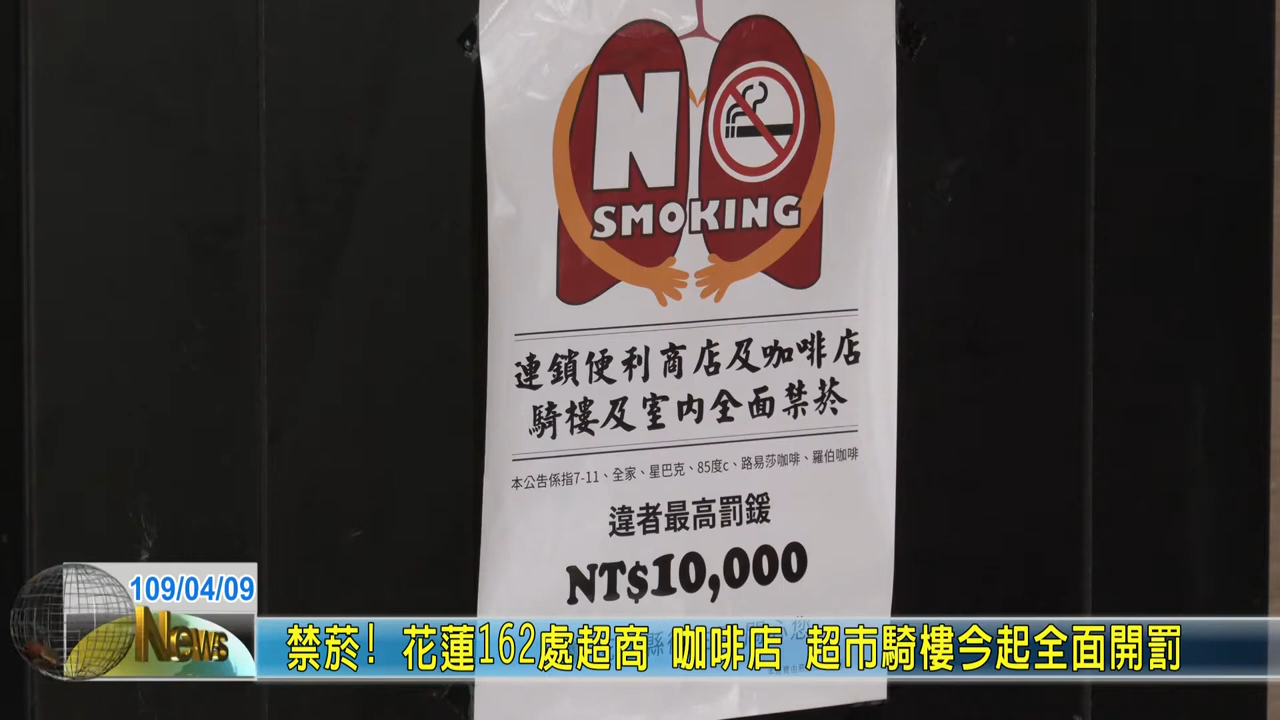 NO
SMOKING
連鎖便利商店及咖啡店
騎樓及室內全面禁菸
本公告係指7-11、全家、星巴克、85度c、路易莎咖啡、羅伯咖啡
違者最高罰鍰
NT$10,000
109/04/09
News
禁菸! 花蓮162處超商 咖啡店 超市騎樓今起全面開罰